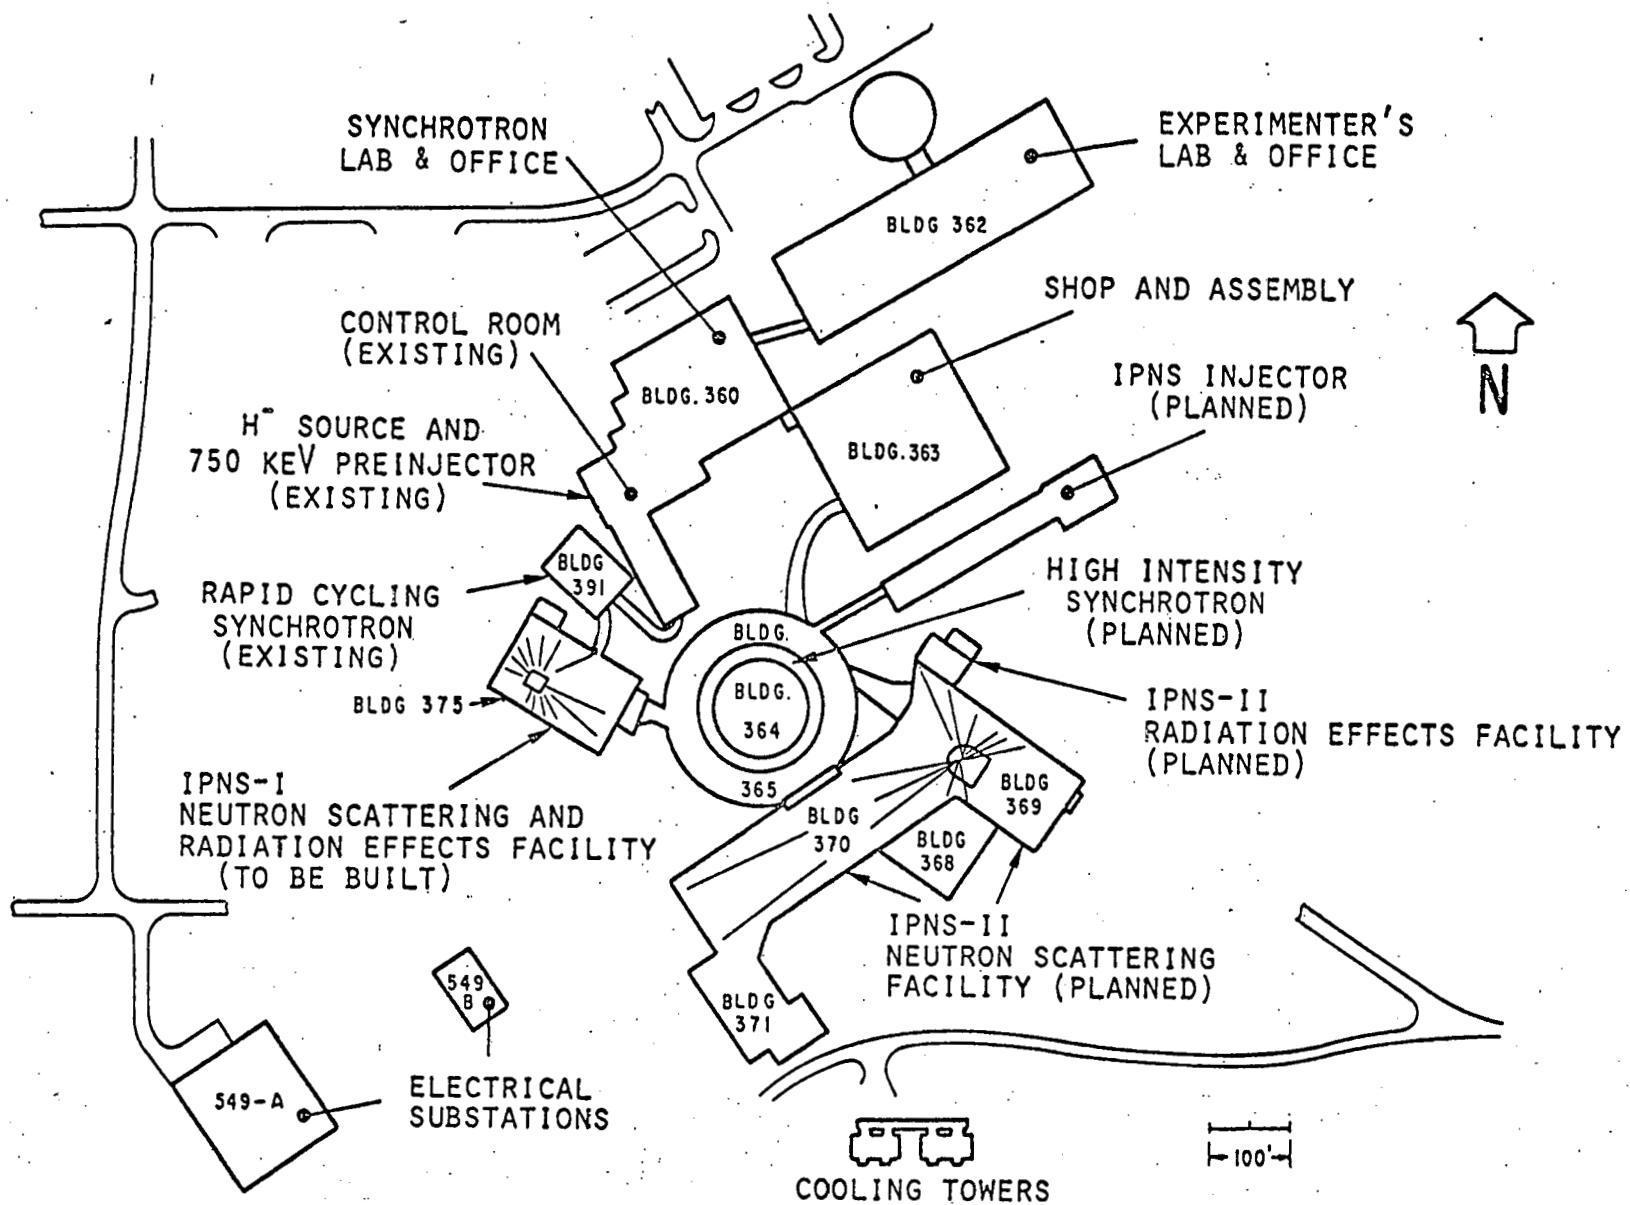 SYNCHROTRON
LAB & OFFICE
EXPERIMENTER'S
LAB & OFFICE
BLDG 362
SHOP AND ASSEMBLY
CONTROL ROOM
(EXISTING)
IPNS INJECTOR
(PLANNED)
N
BLDG. 360
H⁻ SOURCE AND
750 KEV PREINJECTOR
(EXISTING)
BLDG. 363
BLDG
391
HIGH INTENSITY
SYNCHROTRON
(PLANNED)
RAPID CYCLING
SYNCHROTRON
(EXISTING)
BLDG.
365
BLDG.
364
BLDG 375
IPNS-II
RADIATION EFFECTS FACILITY
(PLANNED)
IPNS-I
NEUTRON SCATTERING AND
RADIATION EFFECTS FACILITY
(TO BE BUILT)
BLDG
369
BLDG
370
BLDG
368
IPNS-II
NEUTRON SCATTERING
FACILITY (PLANNED)
549
B
BLDG
371
549-A
ELECTRICAL
SUBSTATIONS
100'
COOLING TOWERS